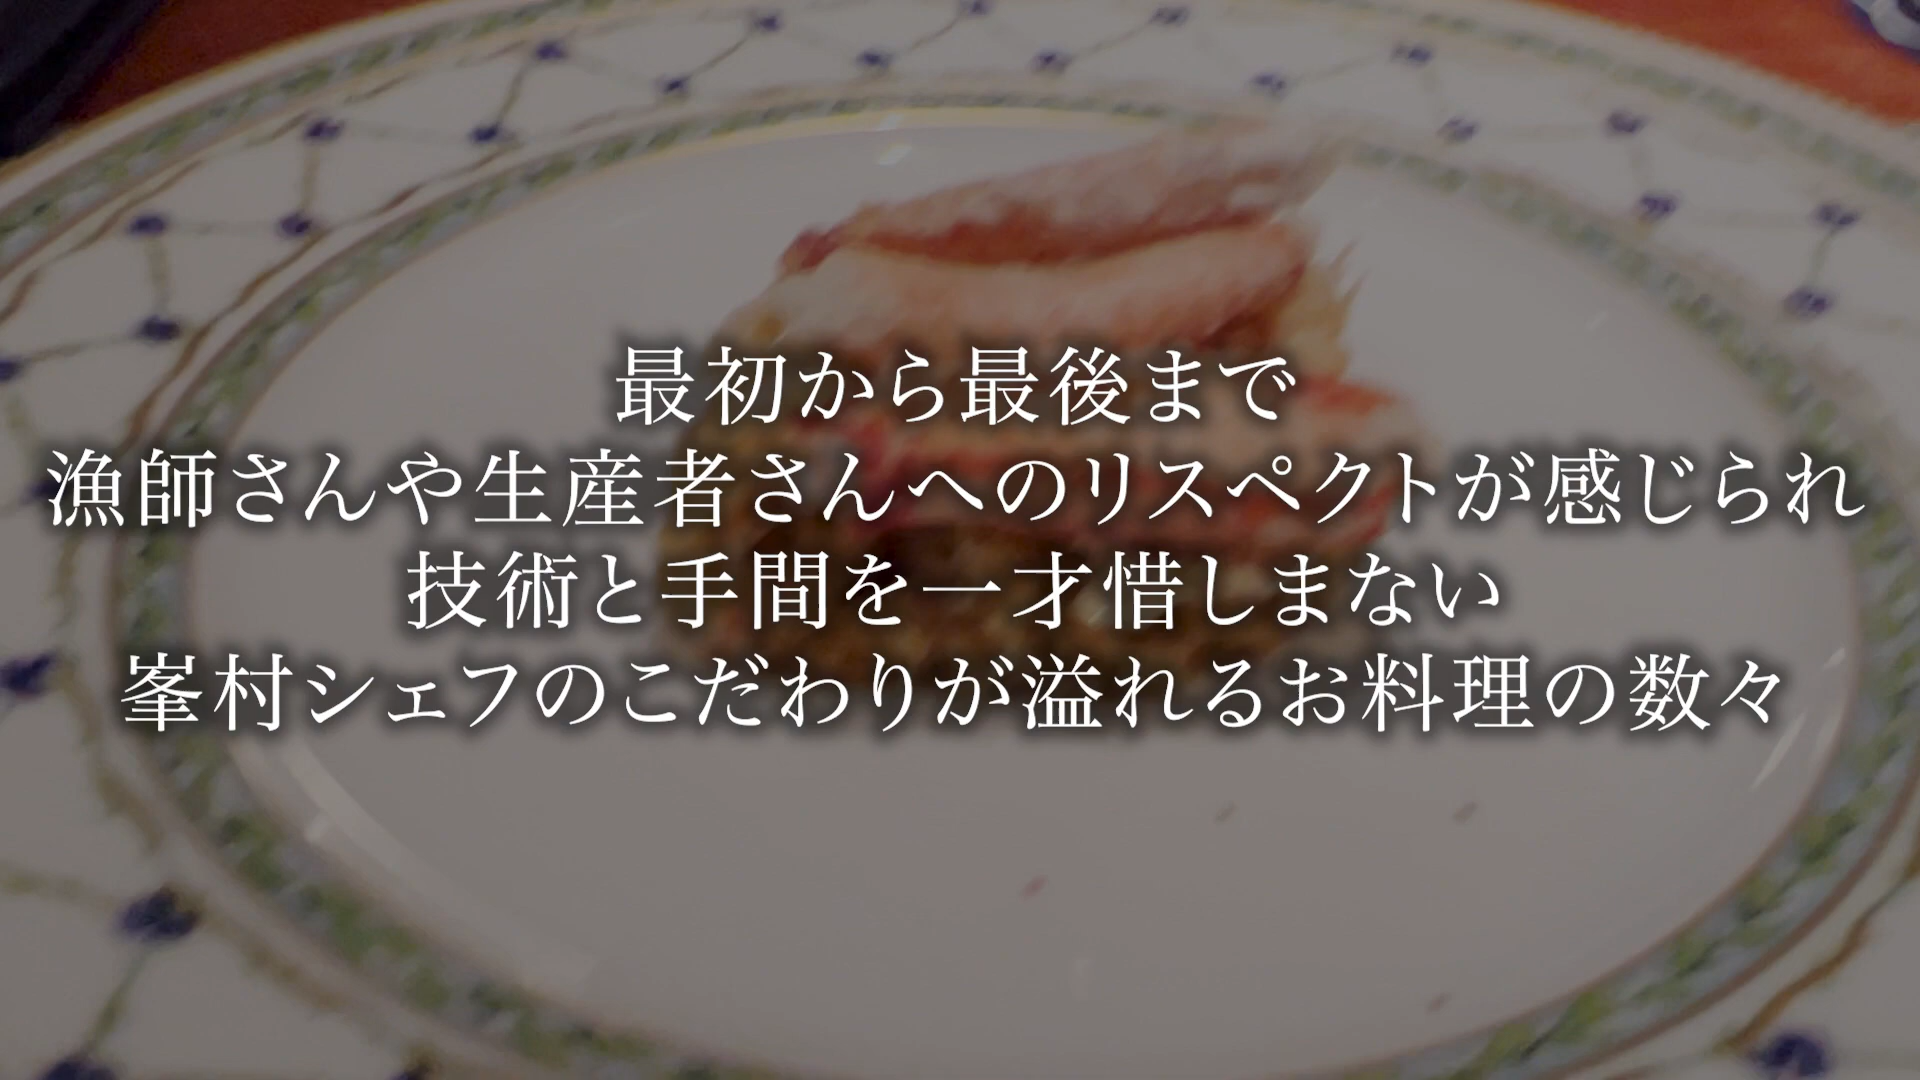 最初から最後まで
漁師さんや生産者さんへのリスペクトが感じられ
技術と手間を一才惜しまない
峯村シェフのこだわりが溢れるお料理の数々